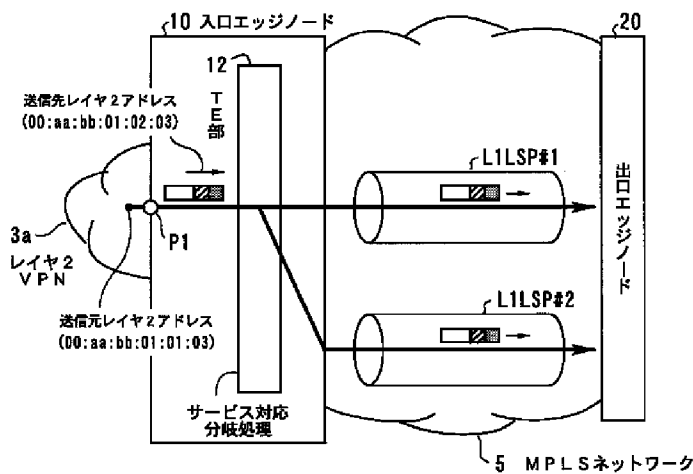 10 入口エッジノード
20
12
TE部
送信先レイヤ2アドレス
(00:aa:bb:01:02:03)
L1LSP#1
出口エッジノード
3a
P1
レイヤ2
VPN
送信元レイヤ2アドレス
(00:aa:bb:01:01:03)
L1LSP#2
サービス対応
分岐処理
5 MPLSネットワーク